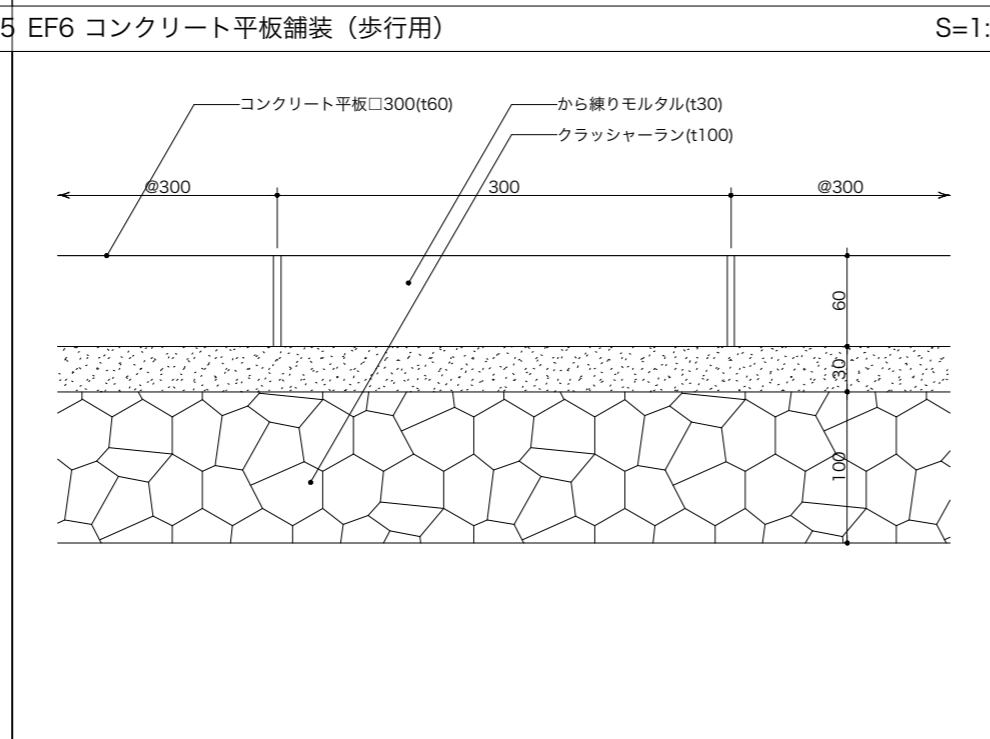 5 EF6 コンクリート平板舗装（歩行用） S=1:
コンクリート平板□300(t60)
から練りモルタル(t30)
クラッシャーラン(t100)
@300 300 @300
60
30
100